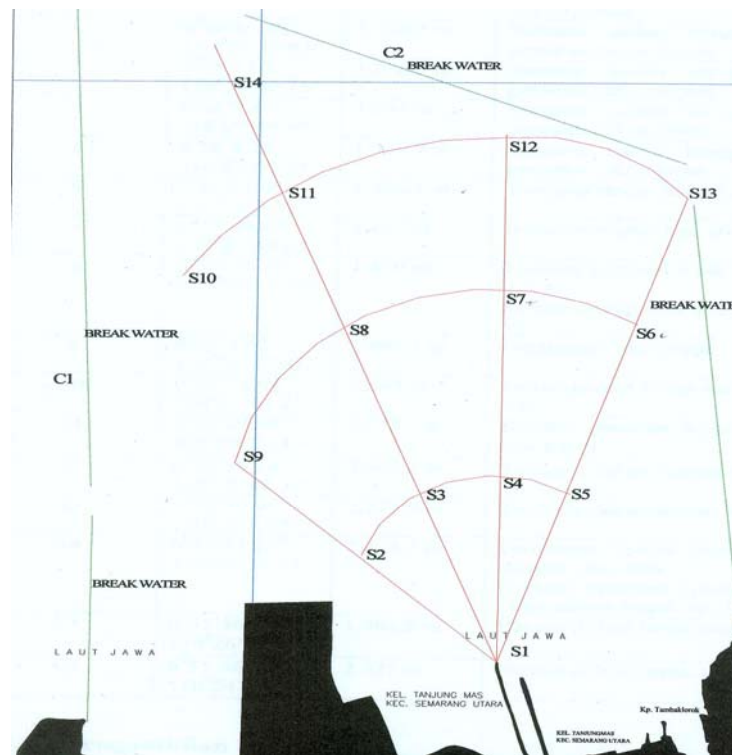 C2
BREAK WATER
S14
S12
S11
S13
S10
S7
BREAK WATE
S8
S6
BREAK WATER
C1
S9
S4
S3
S5
S2
BREAK WATER
LAUT JAWA
LAUT JAWA
S1
KEL. TANJUNG MAS
KEC. SEMARANG UTARA
Kp. Tambaklorok
KEL. TANJUNGMAS
KEC. SEMARANG UTARA